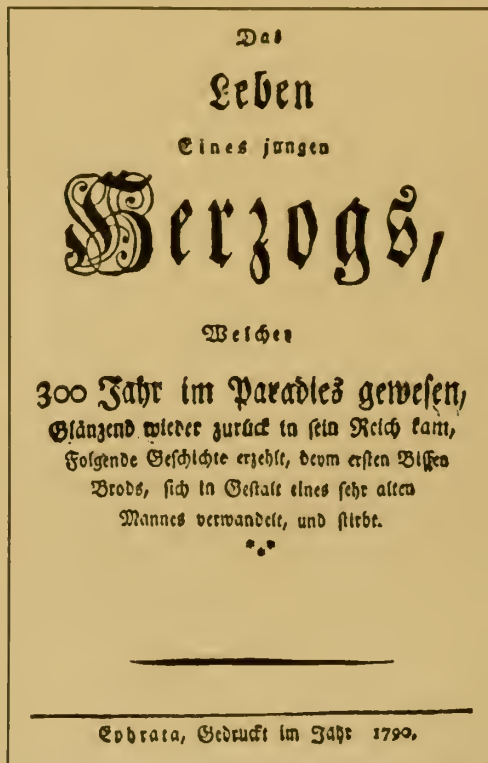 Das
Leben
Eines jungen
Herzogs,
Welcher
300 Jahr im Paradies gewesen,
Glänzend wieder zurück in sein Reich kam,
Folgende Geschichte erzehlt, beym ersten Bissen
Brods, sich in Gestalt eines sehr alten
Mannes verwandelt, und stirbt.
Ephrata, Gedruckt im Jahr 1790.